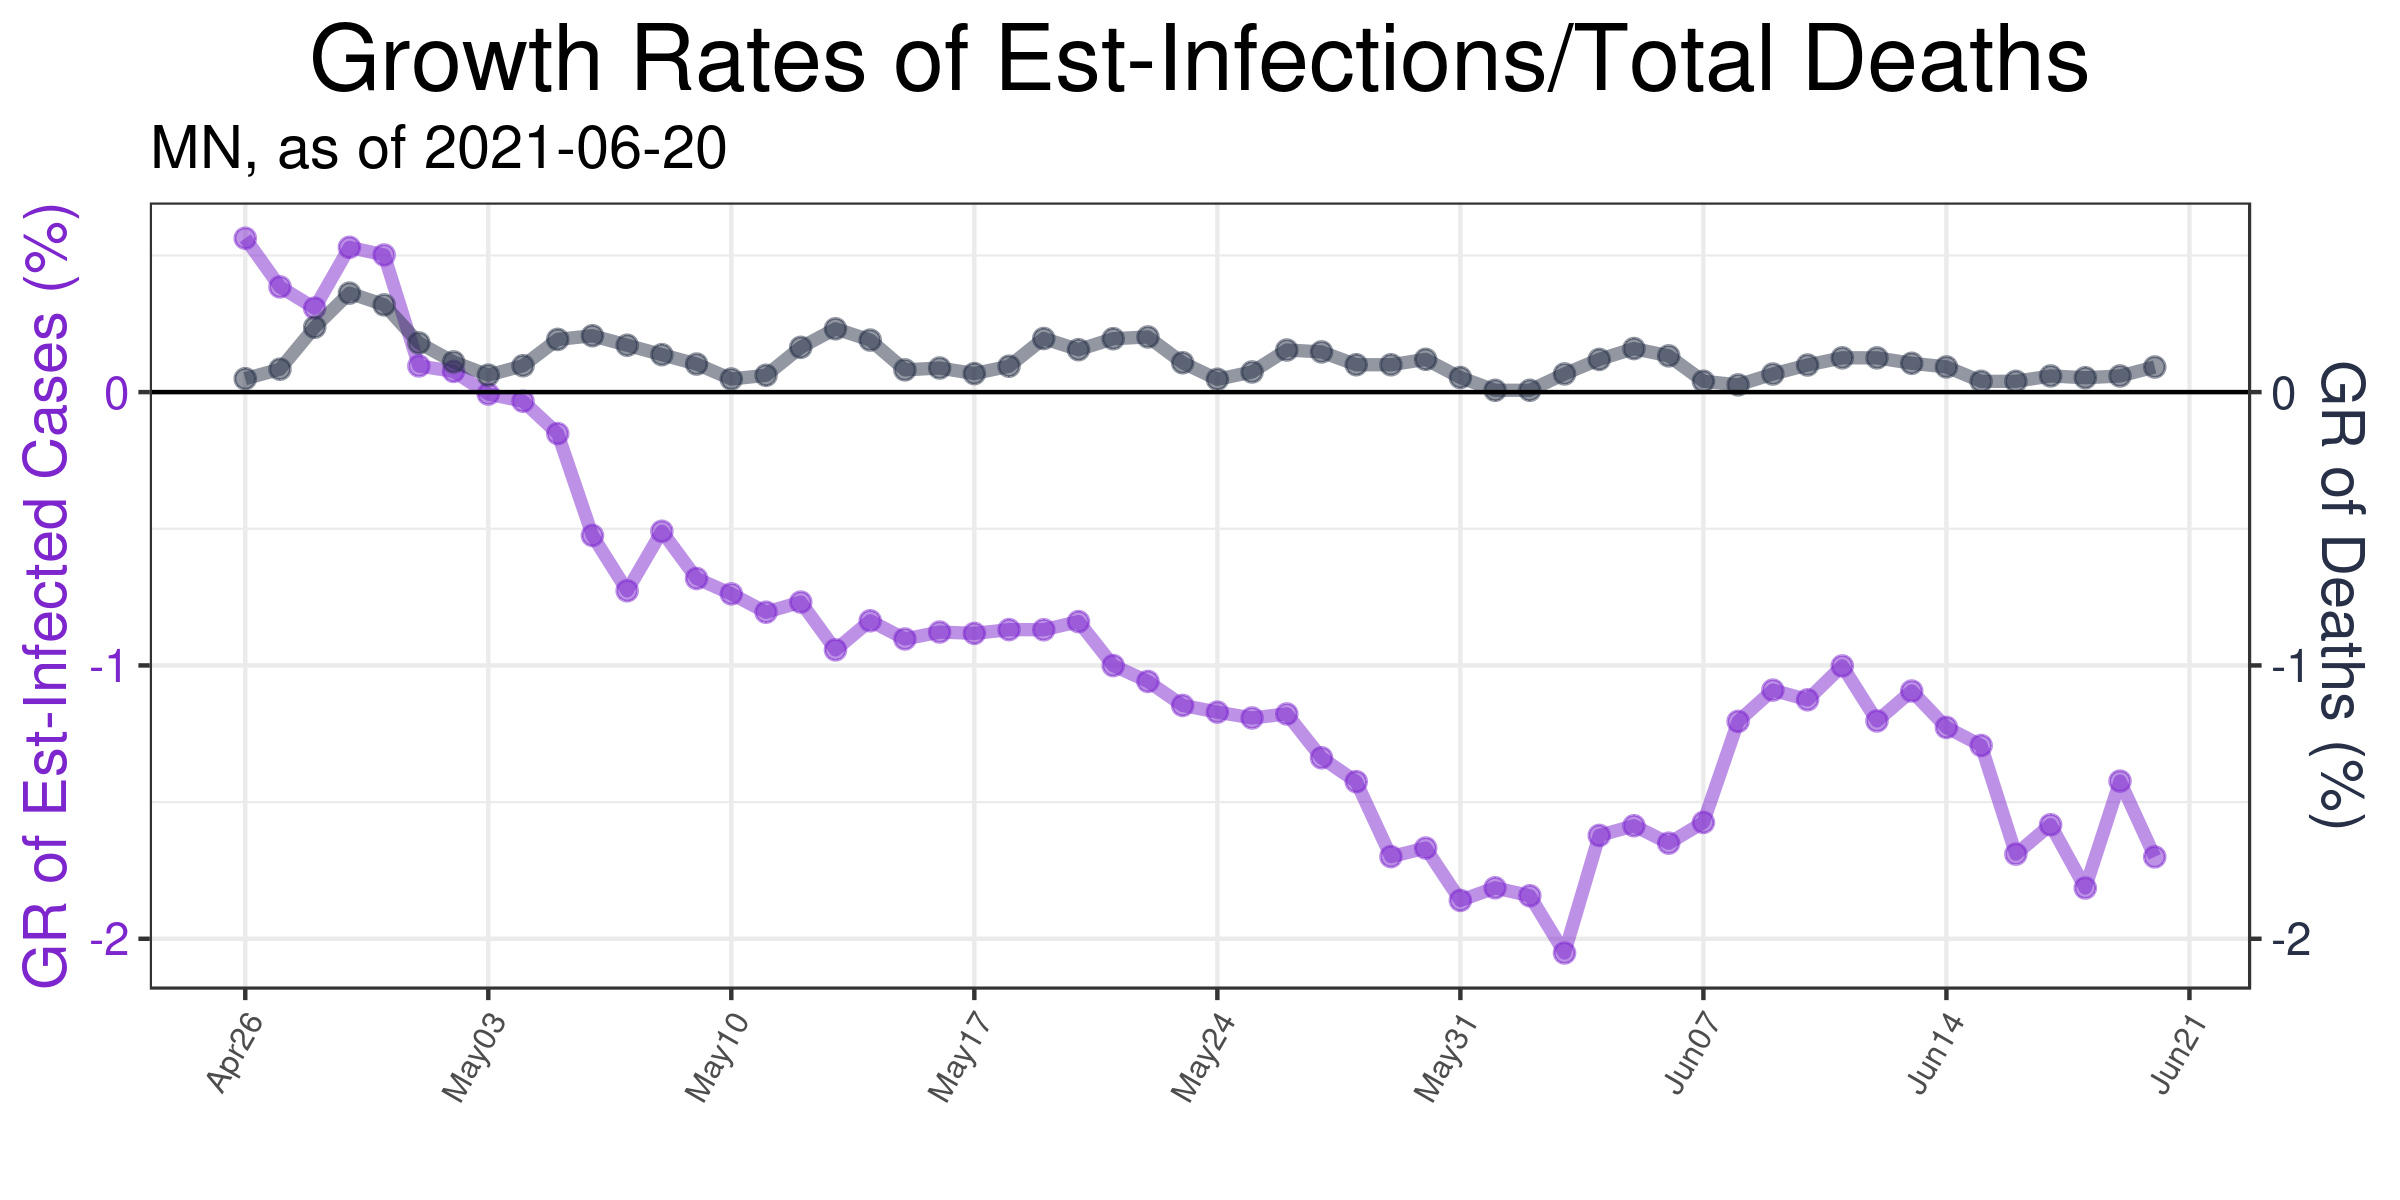 Growth Rates of Est-Infections/Total Deaths
MN, as of 2021-06-20
GR of Est-Infected Cases (%)
0
-1
-2
0
-1
-2
GR of Deaths (%)
Apr26
May03
May10
May17
May24
May31
Jun07
Jun14
Jun21